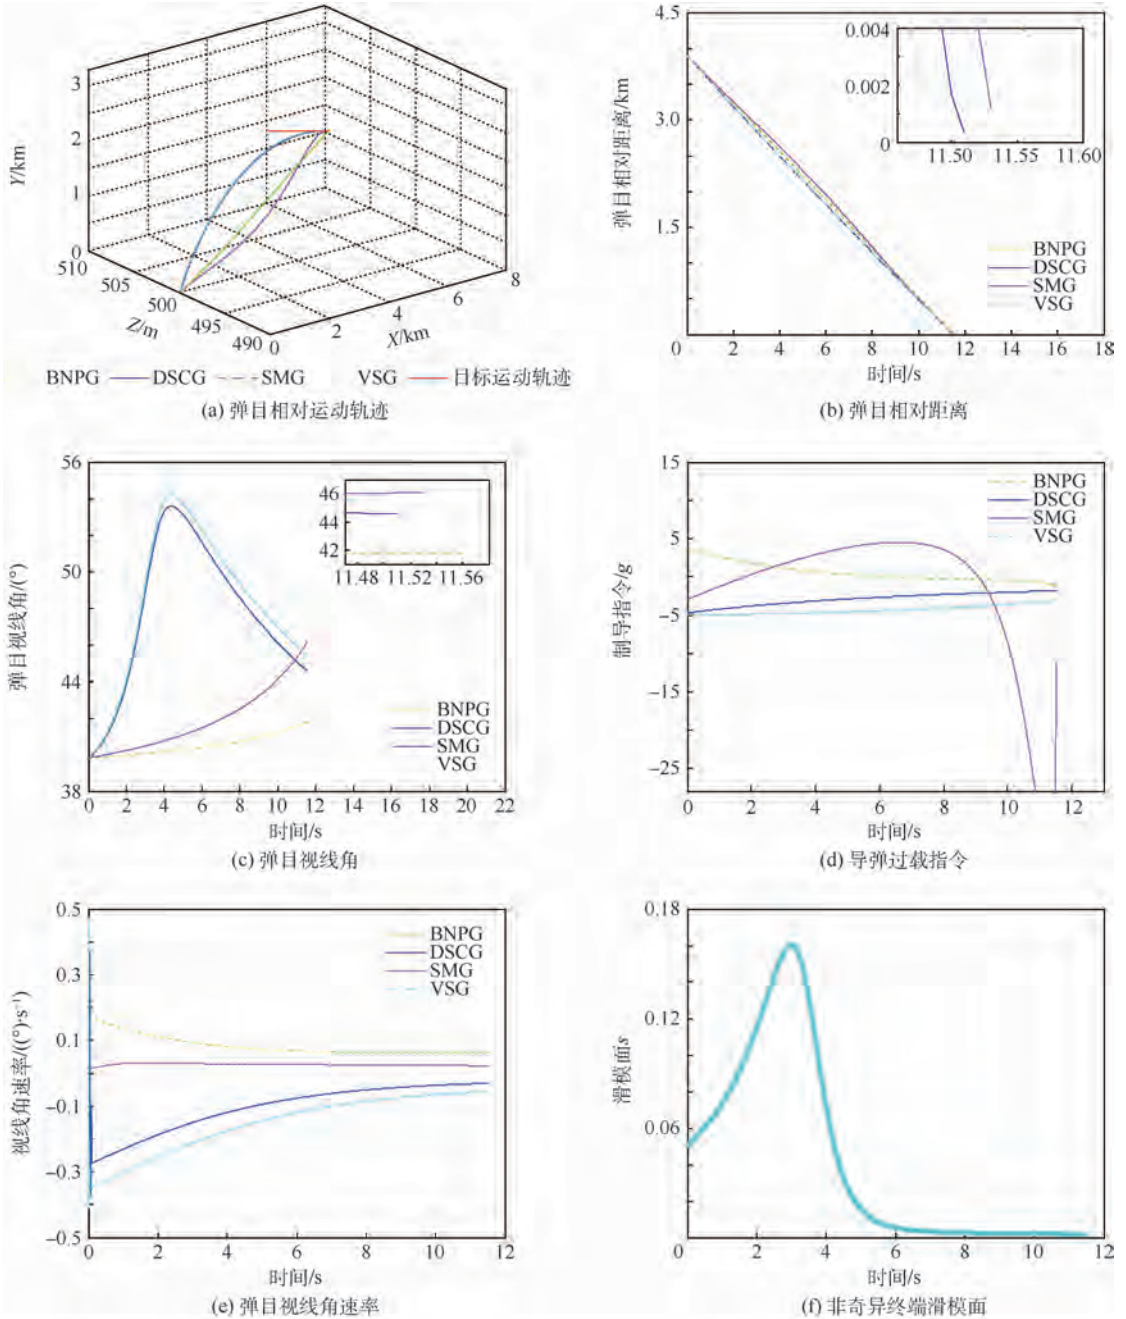 3
2
1
0
Y/km
510
505
500
495
490
Z/m
0
2
4
6
8
X/km
BNPG DSCG SMG VSG 目标运动轨迹
(a) 弹目相对运动轨迹
4.5
3.0
1.5
弹目相对距离/km
0.004
0.002
0
11.50 11.55 11.60
BNPG
DSCG
SMG
VSG
0 2 4 6 8 10 12 14 16 18
时间/s
(b) 弹目相对距离
56
50
44
38
弹目视线角/(°)
46
44
42
11.48 11.52 11.56
BNPG
DSCG
SMG
VSG
0 2 4 6 8 10 12 14 16 18 20 22
时间/s
(c) 弹目视线角
15
5
−5
−15
−25
制导指令/g
BNPG
DSCG
SMG
VSG
0 2 4 6 8 10 12
时间/s
(d) 导弹过载指令
0.5
0.3
0.1
−0.1
−0.3
−0.5
视线角速率/((°)·s⁻¹)
BNPG
DSCG
SMG
VSG
0 2 4 6 8 10 12
时间/s
(e) 弹目视线角速率
0.18
0.12
0.06
滑模面s
0 2 4 6 8 10 12
时间/s
(f) 非奇异终端滑模面